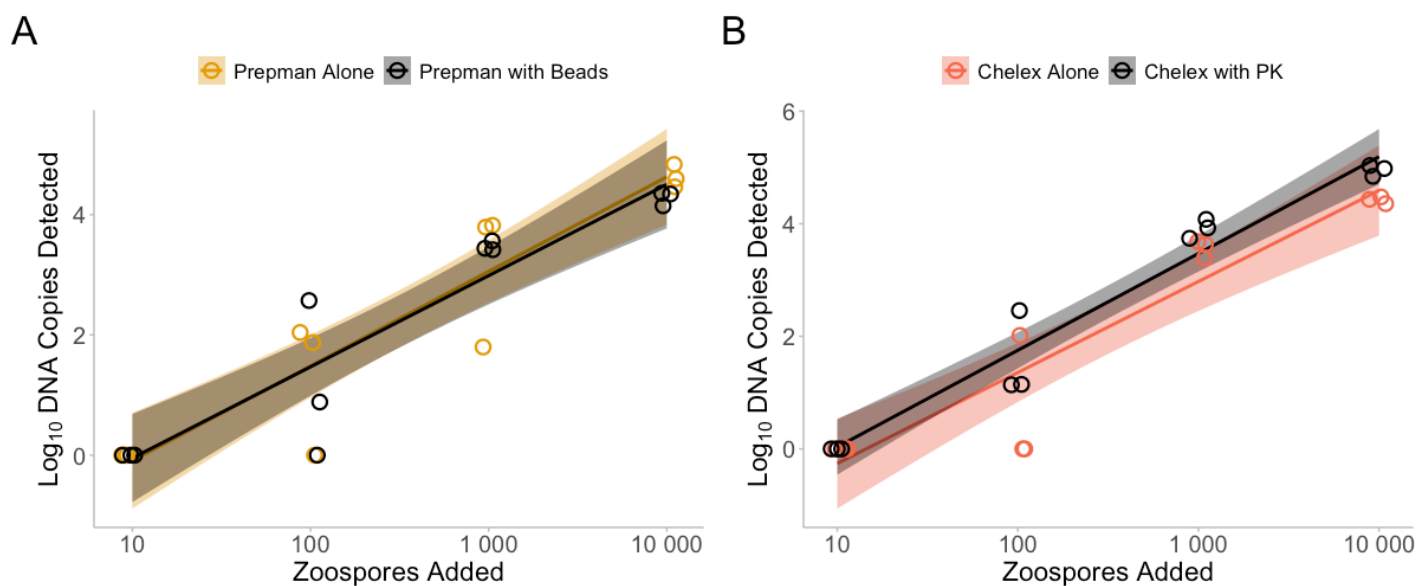 A
Prepman Alone Prepman with Beads
Log₁₀ DNA Copies Detected
4
2
0
10 100 1 000 10 000
Zoospores Added
B
Chelex Alone Chelex with PK
Log₁₀ DNA Copies Detected
6
4
2
0
10 100 1 000 10 000
Zoospores Added